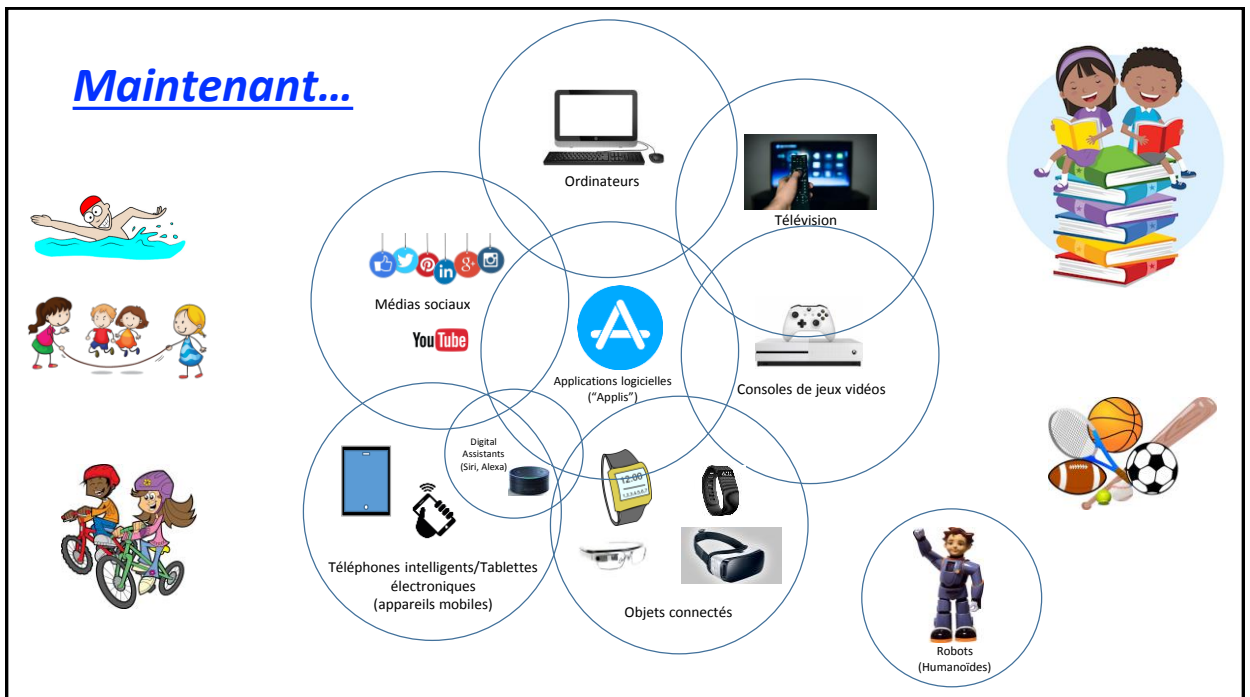 Maintenant…
Ordinateurs
Télévision
Médias sociaux
in
g+
YouTube
Applications logicielles
(“Applis”)
Consoles de jeux vidéos
Digital
Assistants
(Siri, Alexa)
12:00
Téléphones intelligents/Tablettes
électroniques
(appareils mobiles)
Objets connectés
Robots
(Humanoïdes)